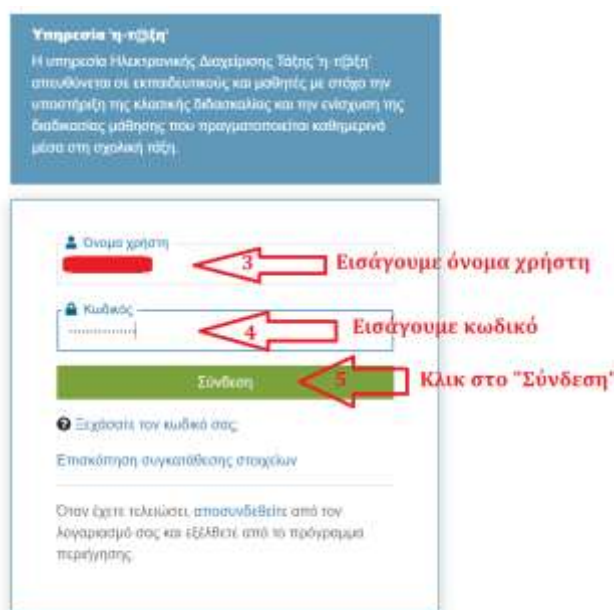 Υπηρεσία 'η-τ@ξη'
Η υπηρεσία Ηλεκτρονικής Διαχείρισης Τάξης 'η-τ@ξη'
απευθύνεται σε εκπαιδευτικούς και μαθητές με στόχο την
υποστήριξη της κλασικής διδασκαλίας και την ενίσχυση της
διαδικασίας μάθησης που πραγματοποιείται καθημερινά
μέσα στη σχολική τάξη.
Όνομα χρήστη
3 Εισάγουμε όνομα χρήστη
Κωδικός
4 Εισάγουμε κωδικό
Σύνδεση 5 Κλικ στο "Σύνδεση"
Ξεχάσατε τον κωδικό σας;
Επισκόπηση συγκατάθεσης στοιχείων
Όταν έχετε τελειώσει, αποσυνδεθείτε από τον
λογαριασμό σας και εξέλθετε από το πρόγραμμα
περιήγησης.